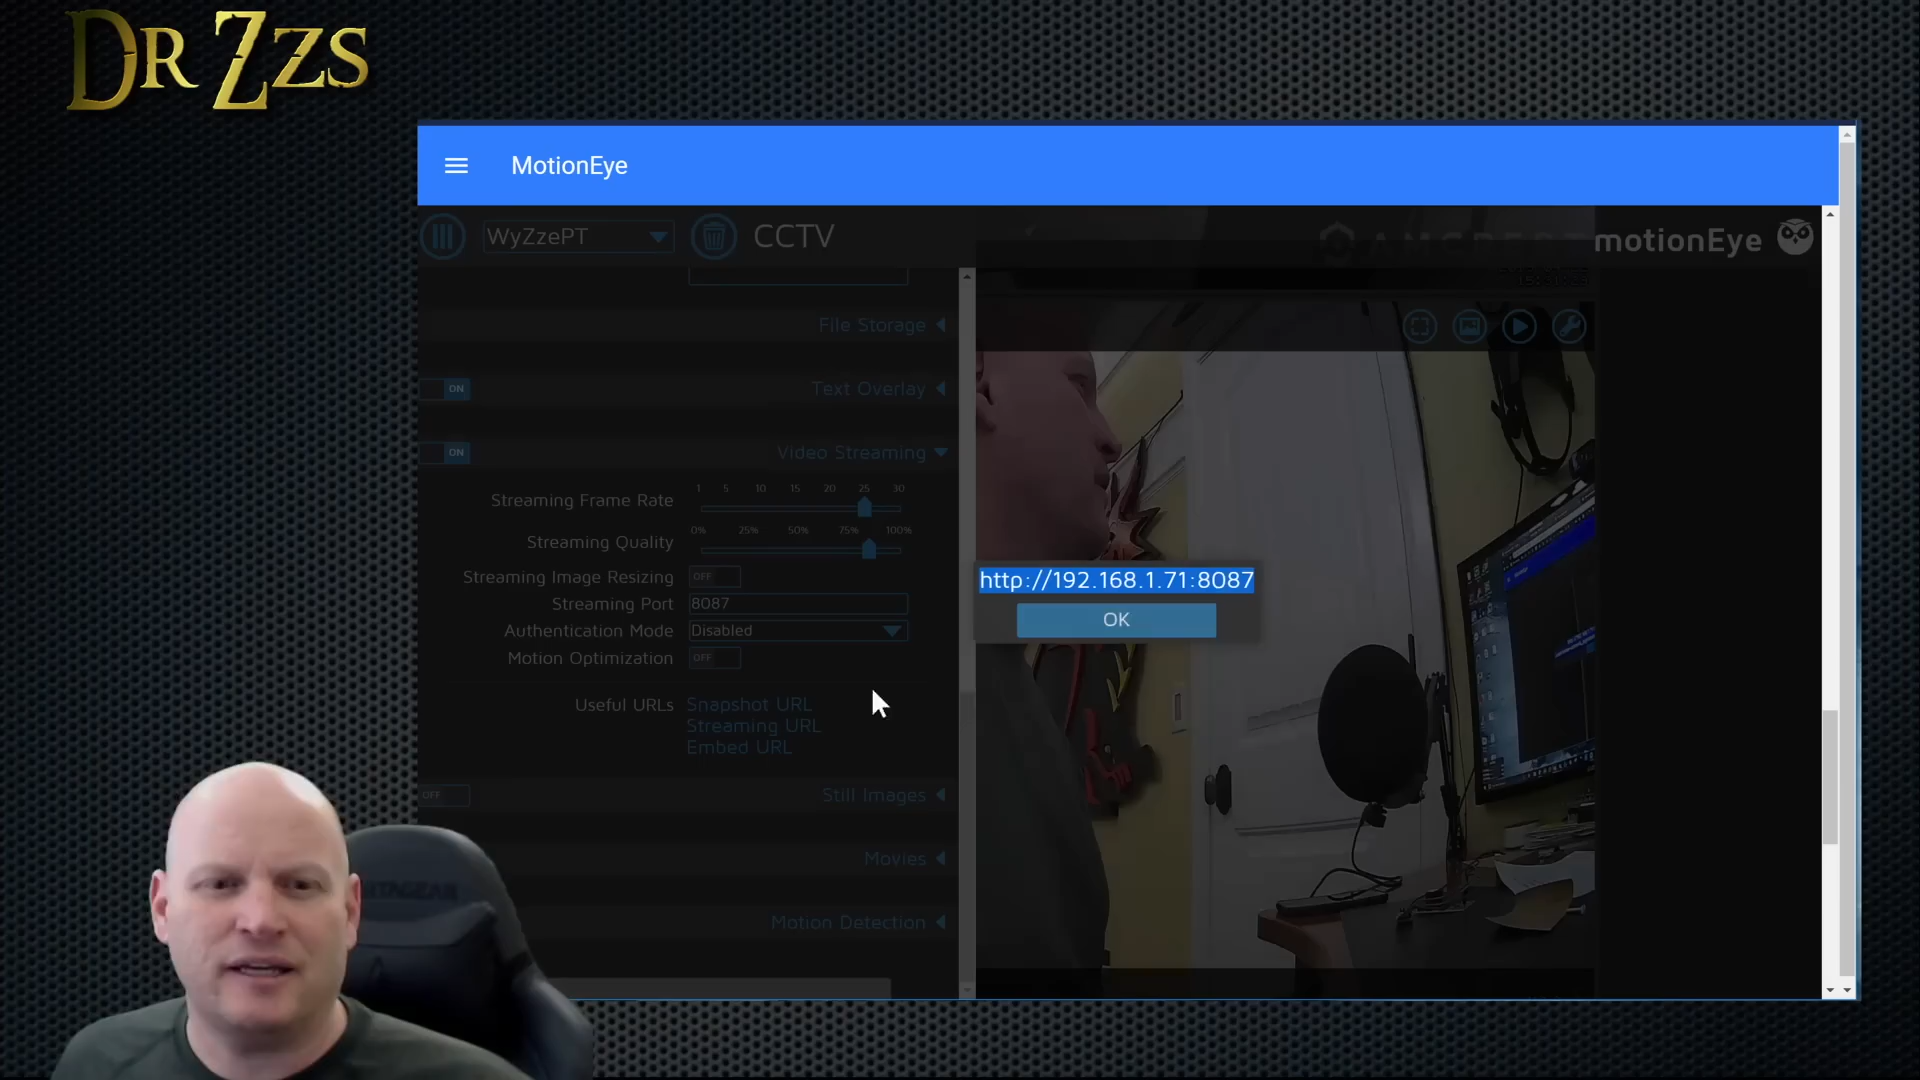 DR ZZS
MotionEye
WyZzePT
CCTV
motionEye
File Storage
ON
Text Overlay
ON
Video Streaming
1 5 10 15 20 25 30
Streaming Frame Rate
0% 25% 50% 75% 100%
Streaming Quality
Streaming Image Resizing
OFF
Streaming Port
8087
Authentication Mode
Disabled
Motion Optimization
OFF
Useful URLs
Snapshot URL
Streaming URL
Embed URL
OFF
Still Images
Movies
Motion Detection
http://192.168.1.71:8087
OK